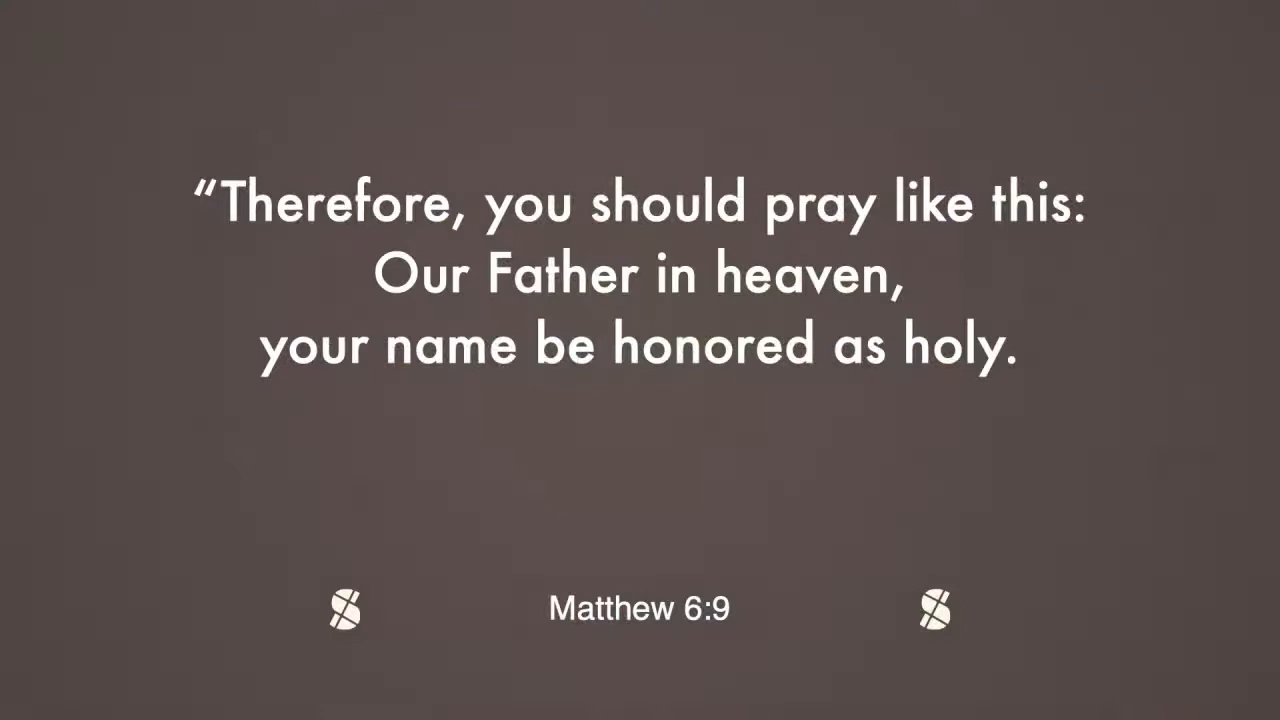 “Therefore, you should pray like this:
Our Father in heaven,
your name be honored as holy.
Matthew 6:9